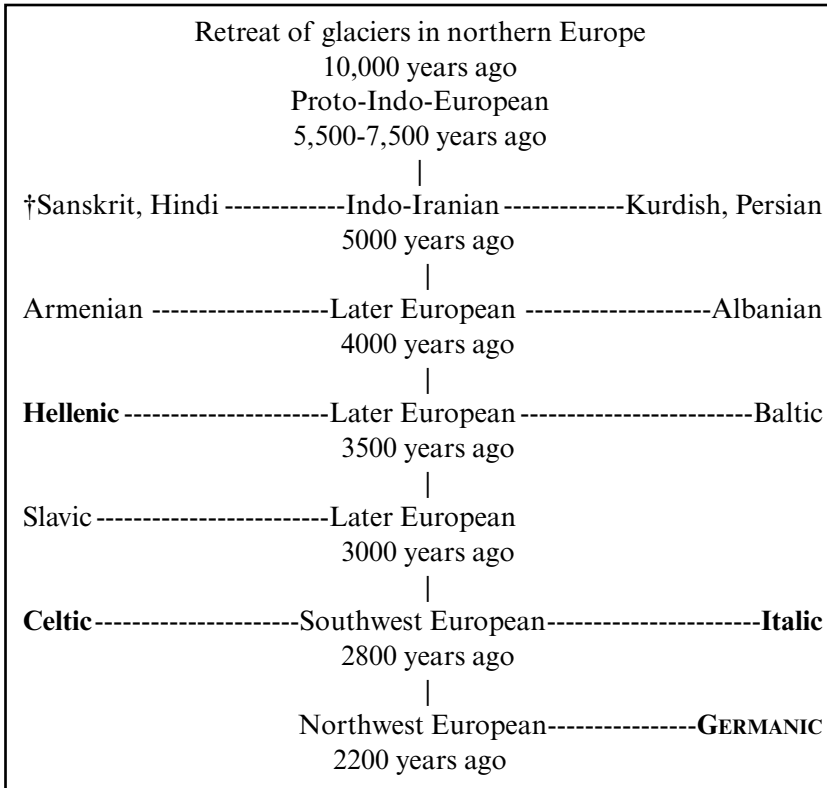 Retreat of glaciers in northern Europe
10,000 years ago
Proto-Indo-European
5,500-7,500 years ago
|
†Sanskrit, Hindi -------------Indo-Iranian -------------Kurdish, Persian
5000 years ago
|
Armenian -------------------Later European --------------------Albanian
4000 years ago
|
Hellenic----------------------Later European-------------------------Baltic
3500 years ago
|
Slavic-------------------------Later European
3000 years ago
|
Celtic----------------------Southwest European-----------------------Italic
2800 years ago
|
Northwest European----------------GERMANIC
2200 years ago